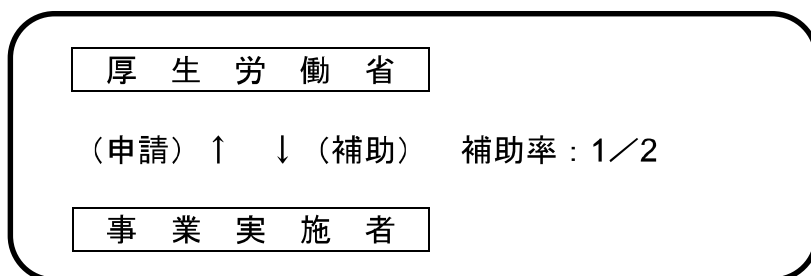 厚 生 労 働 省
（申請）↑ ↓（補助） 補助率：1／2
事 業 実 施 者